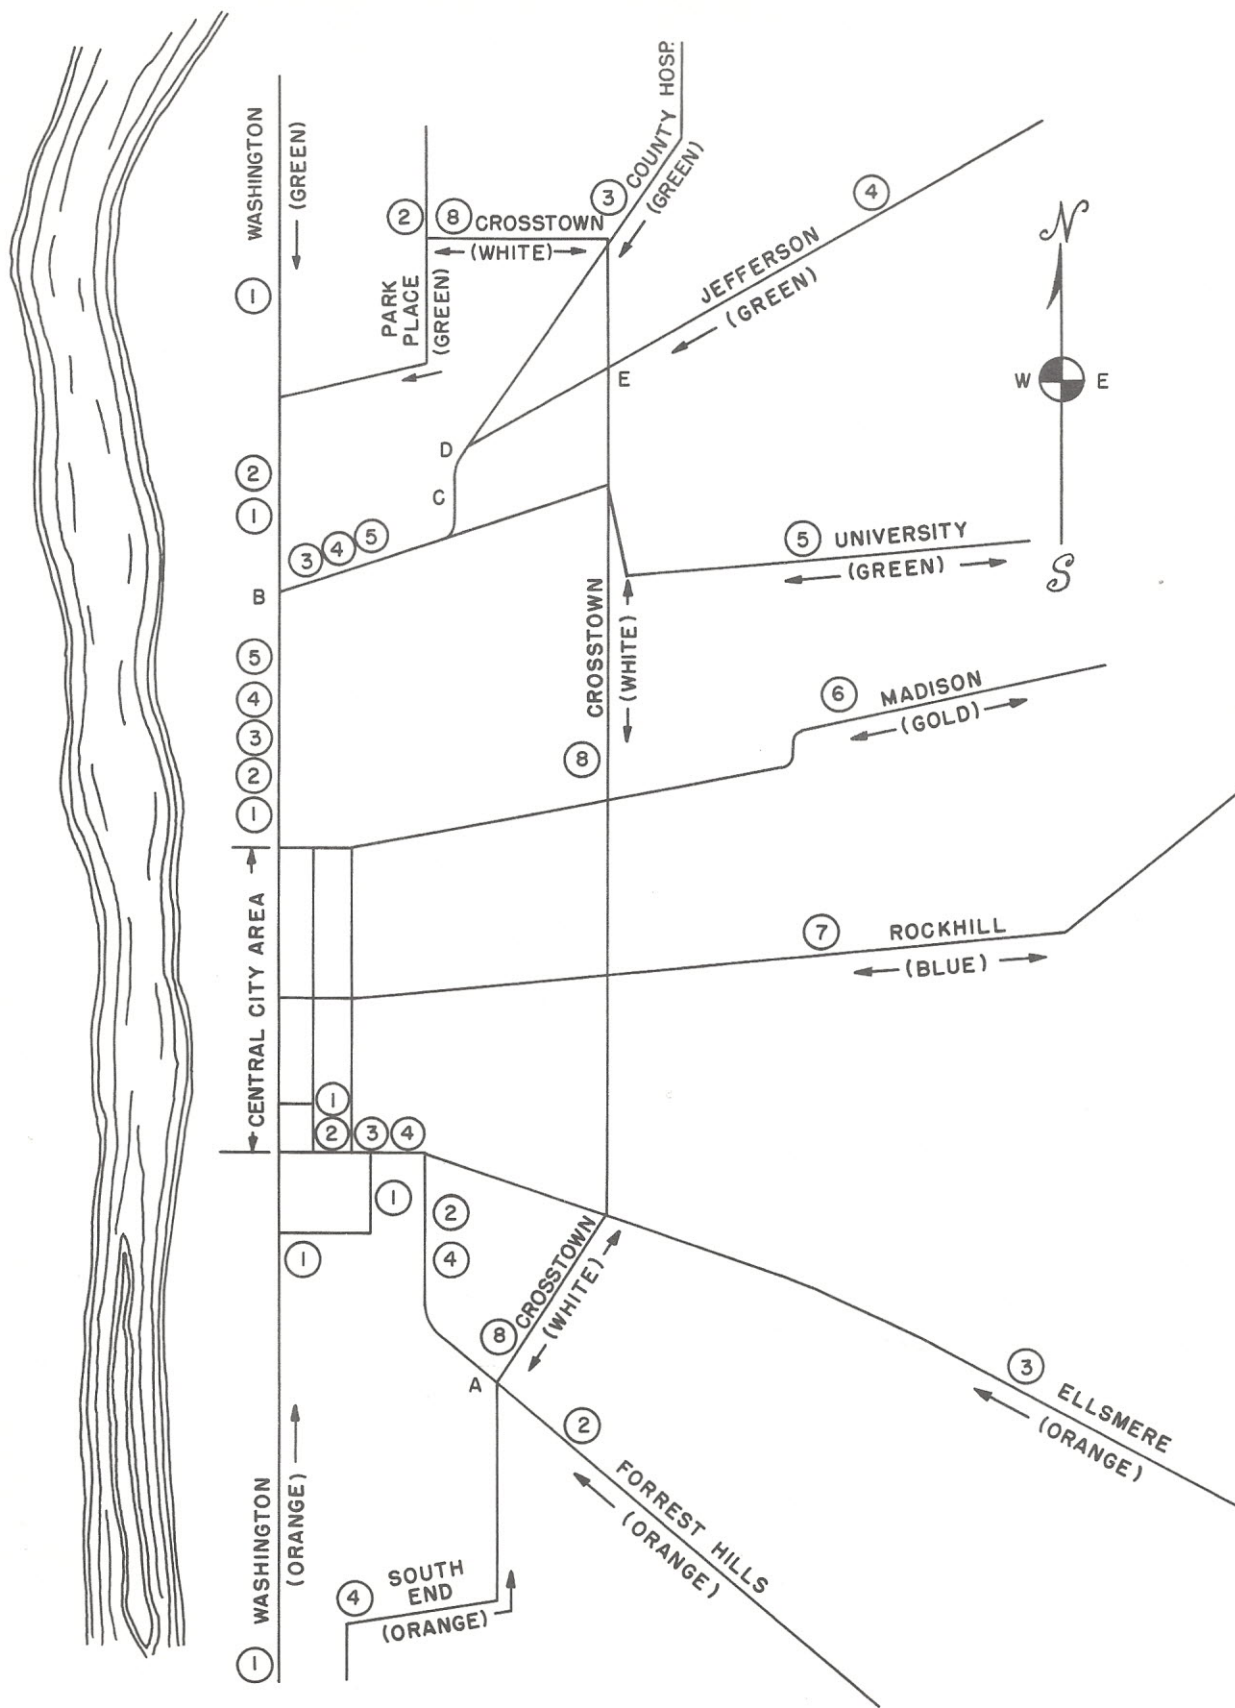 WASHINGTON
(GREEN)
1
PARK
PLACE
(GREEN)
2
8
CROSSTOWN
(WHITE)
3
COUNTY HOSP.
(GREEN)
4
JEFFERSON
(GREEN)
N
W
E
S
E
D
C
2
1
3
4
5
B
5
UNIVERSITY
(GREEN)
CROSSTOWN
(WHITE)
8
5
4
3
2
1
6
MADISON
(GOLD)
7
ROCKHILL
(BLUE)
CENTRAL CITY AREA
1
2
3
4
1
1
2
4
8
CROSSTOWN
(WHITE)
A
3
ELLSMERE
(ORANGE)
2
FORREST HILLS
(ORANGE)
WASHINGTON
(ORANGE)
1
4
SOUTH
END
(ORANGE)